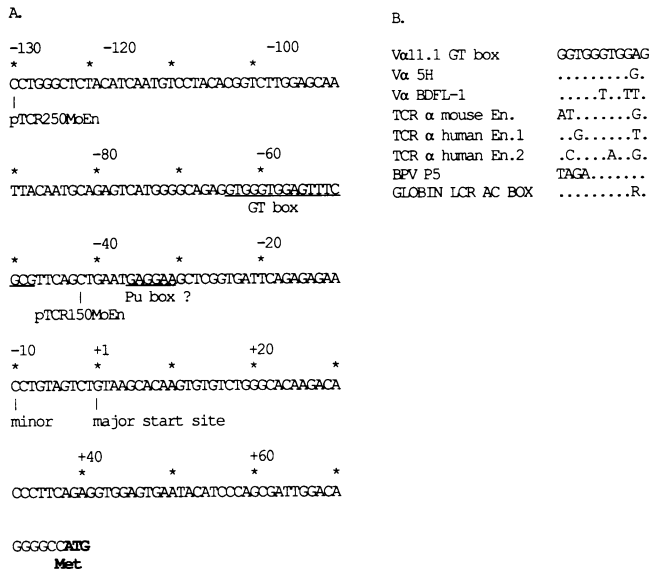 A.
-130 -120 -100
* * * *
CCTGGGCTCTACATCAATGTCCTACACGGTCTTGGAGCAA
|
pTCR250MoEn
-80 -60
* * * *
TTACAATGCAGAGTCATGGGGCAGAGGTGGGTGGAGTTTC
GT box
-40 -20
* * * *
GCGTTCAGCTGAATGAGGAAGCTCGGTGATTCAGAGAGAA
| Pu box ?
pTCR150MoEn
-10 +1 +20
* * * * *
CCTGTAGTCTGTAAGCACAAGTGTGTCTGGGCACAAGACA
| |
minor major start site
+40 +60
* * * *
CCCTTCAGAGGTGGAGTGAATACATCCCAGCGATTGGACA
GGGGCCATG
Met
B.
Vα11.1 GT box GGTGGGTGGAG
Vα 5H .........G.
Vα BDFL-1 .....T..TT.
TCR α mouse En. AT.......G.
TCR α human En.1 ..G......T.
TCR α human En.2 .C....A..G.
BPV P5 TAGA.......
GLOBIN LCR AC BOX .........R.